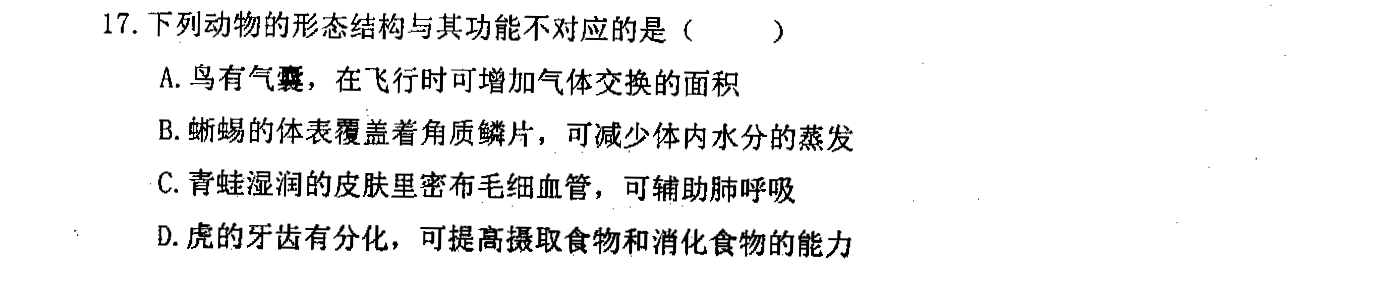 17.下列动物的形态结构与其功能不对应的是（　　）
A.鸟有气囊，在飞行时可增加气体交换的面积
B.蜥蜴的体表覆盖着角质鳞片，可减少体内水分的蒸发
C.青蛙湿润的皮肤里密布毛细血管，可辅助肺呼吸
D.虎的牙齿有分化，可提高摄取食物和消化食物的能力